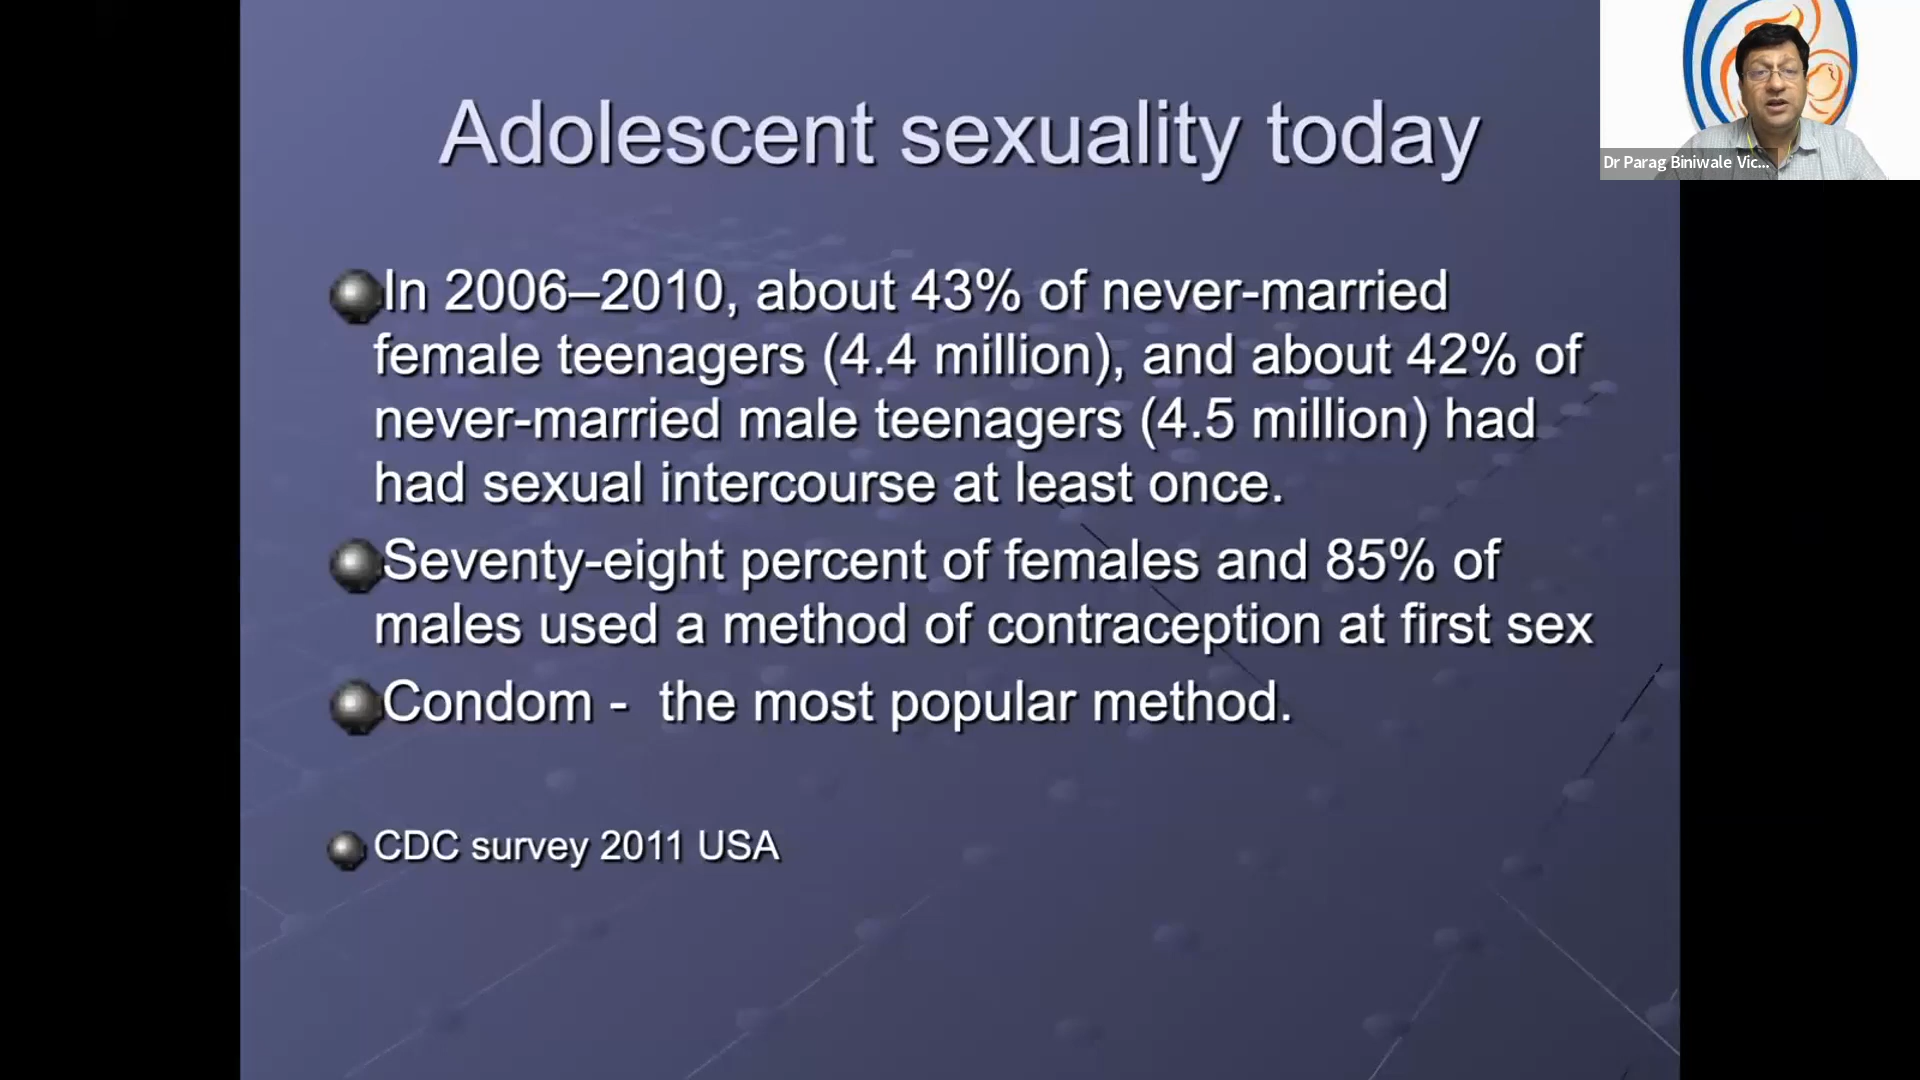 Adolescent sexuality today
In 2006–2010, about 43% of never-married
female teenagers (4.4 million), and about 42% of
never-married male teenagers (4.5 million) had
had sexual intercourse at least once.
Seventy-eight percent of females and 85% of
males used a method of contraception at first sex
Condom -  the most popular method.
CDC survey 2011 USA
Dr Parag Biniwale Vic...